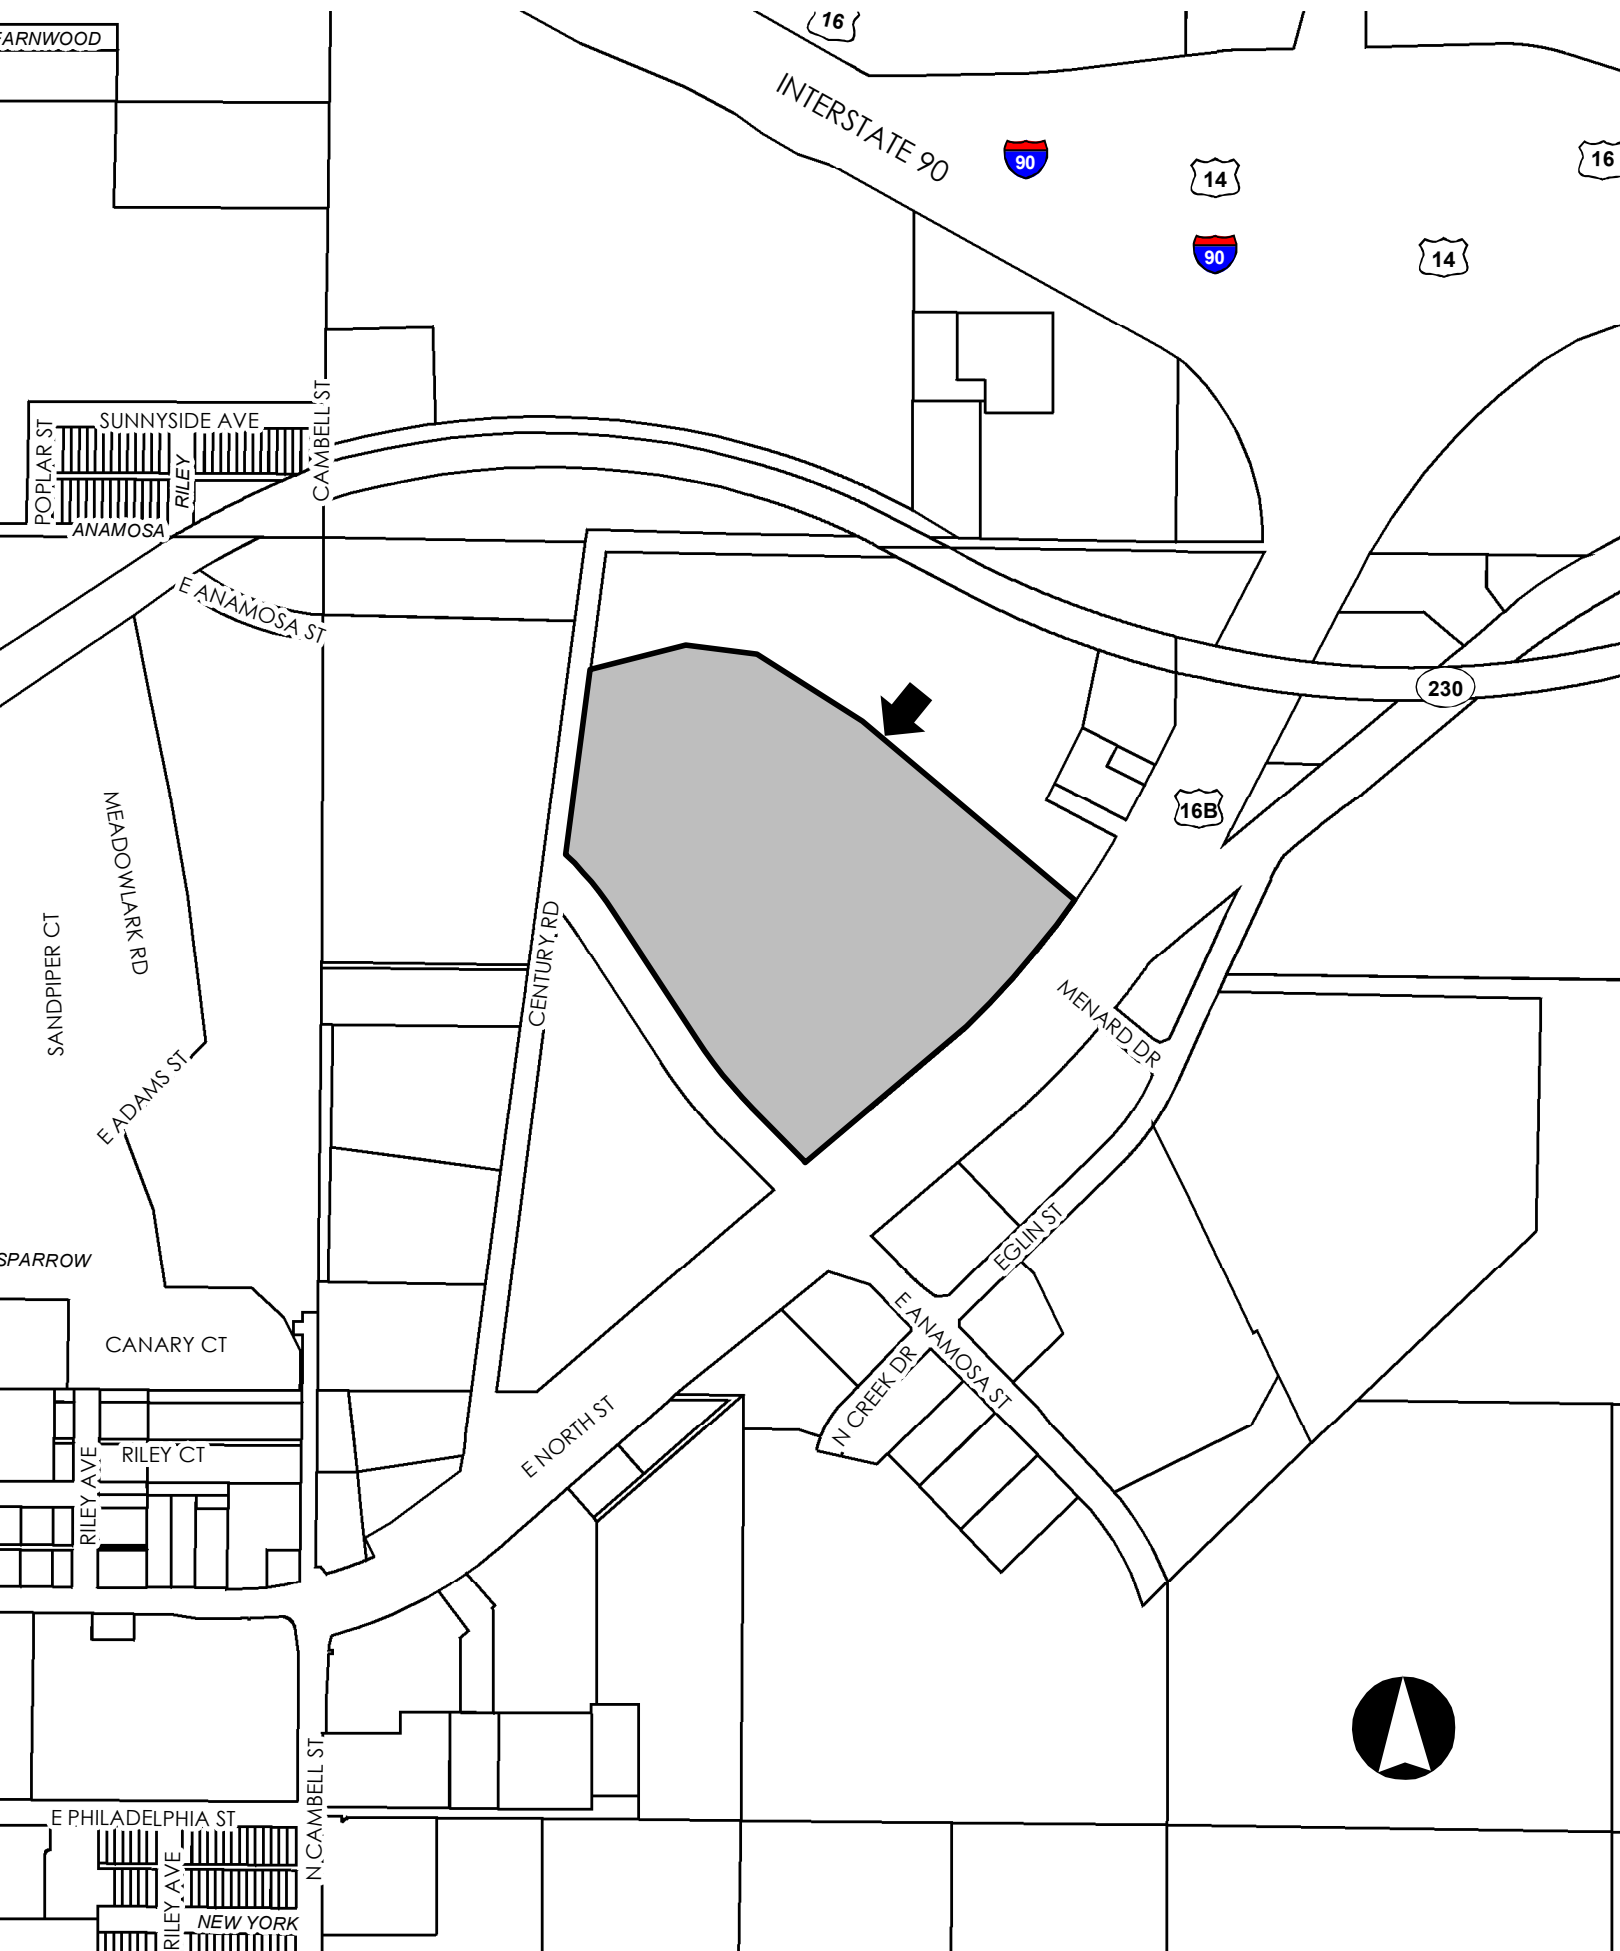 16
INTERSTATE 90
90
14
16
90
14
SUNNYSIDE AVE
POPLAR ST
RILEY
CAMBELL ST
ANAMOSA
E ANAMOSA ST
230
16B
MEADOWLARK RD
SANDPIPER CT
CENTURY RD
MENARD DR
E ADAMS ST
EGLIN ST
SPARROW
CANARY CT
E ANAMOSA ST
N CREEK DR
E NORTH ST
RILEY CT
RILEY AVE
N CAMBELL ST
E PHILADELPHIA ST
RILEY AVE
NEW YORK